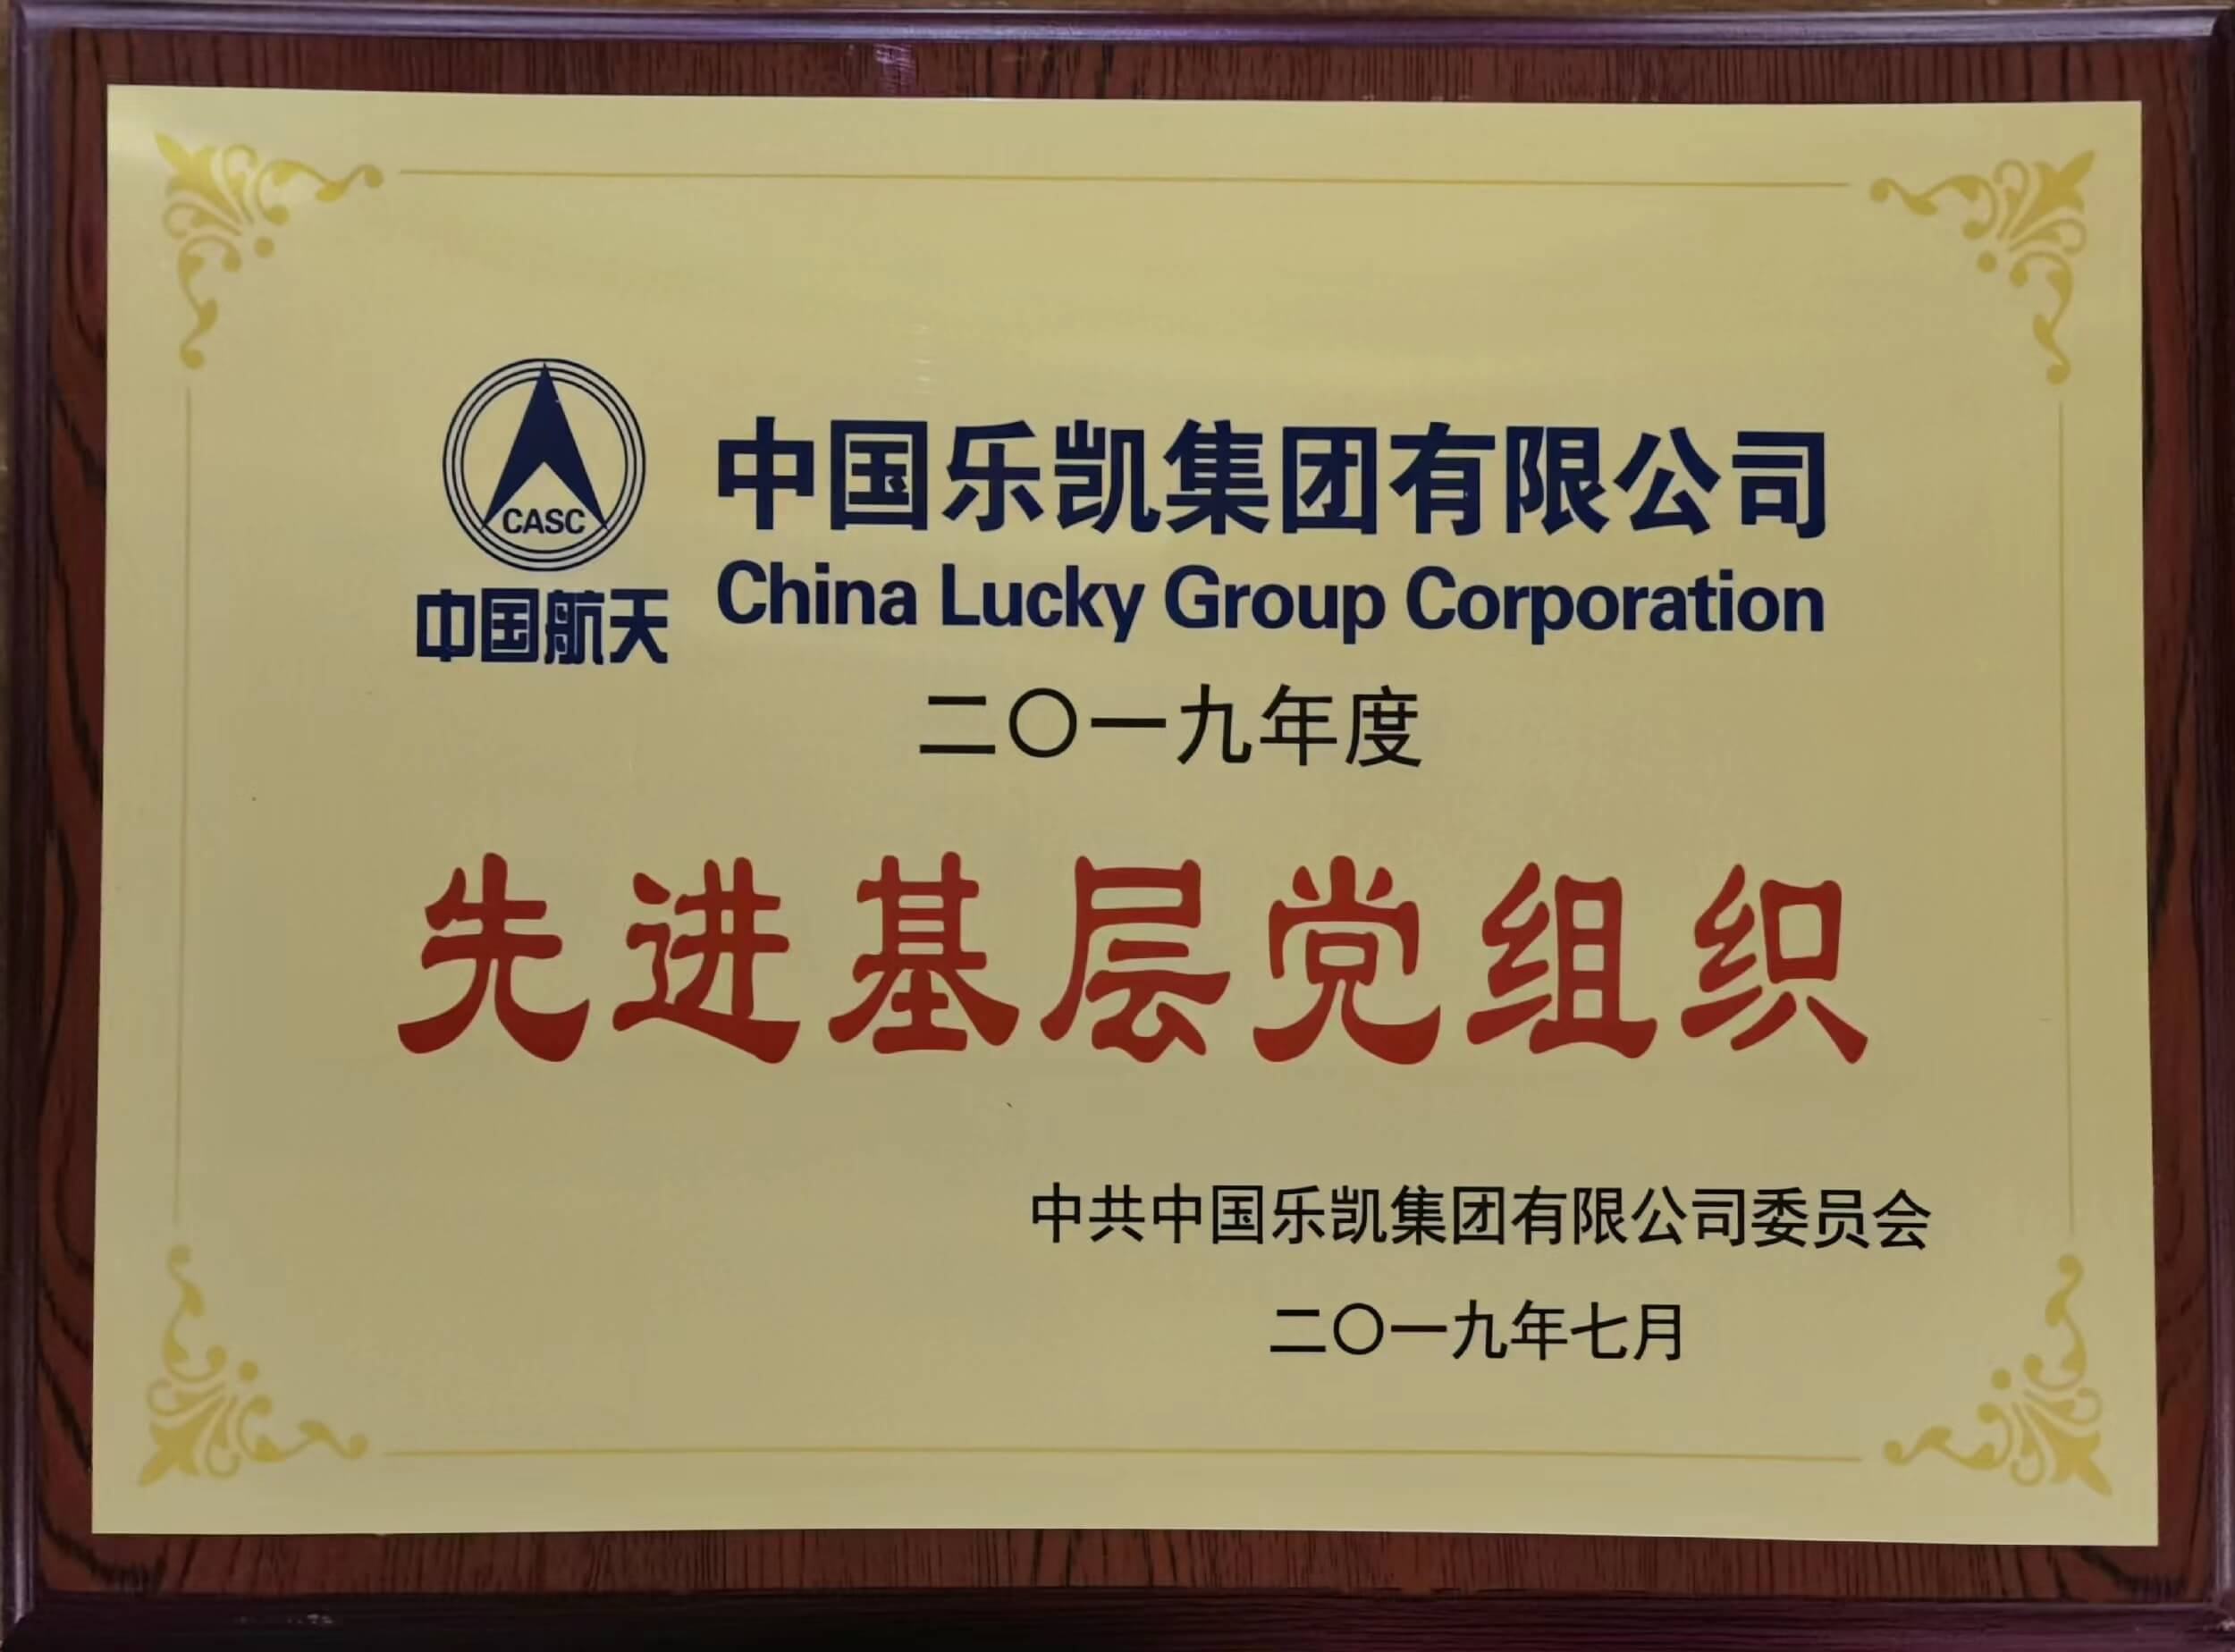 CASC
中国航天
中国乐凯集团有限公司
China Lucky Group Corporation
二〇一九年度
先进基层党组织
中共中国乐凯集团有限公司委员会
二〇一九年七月